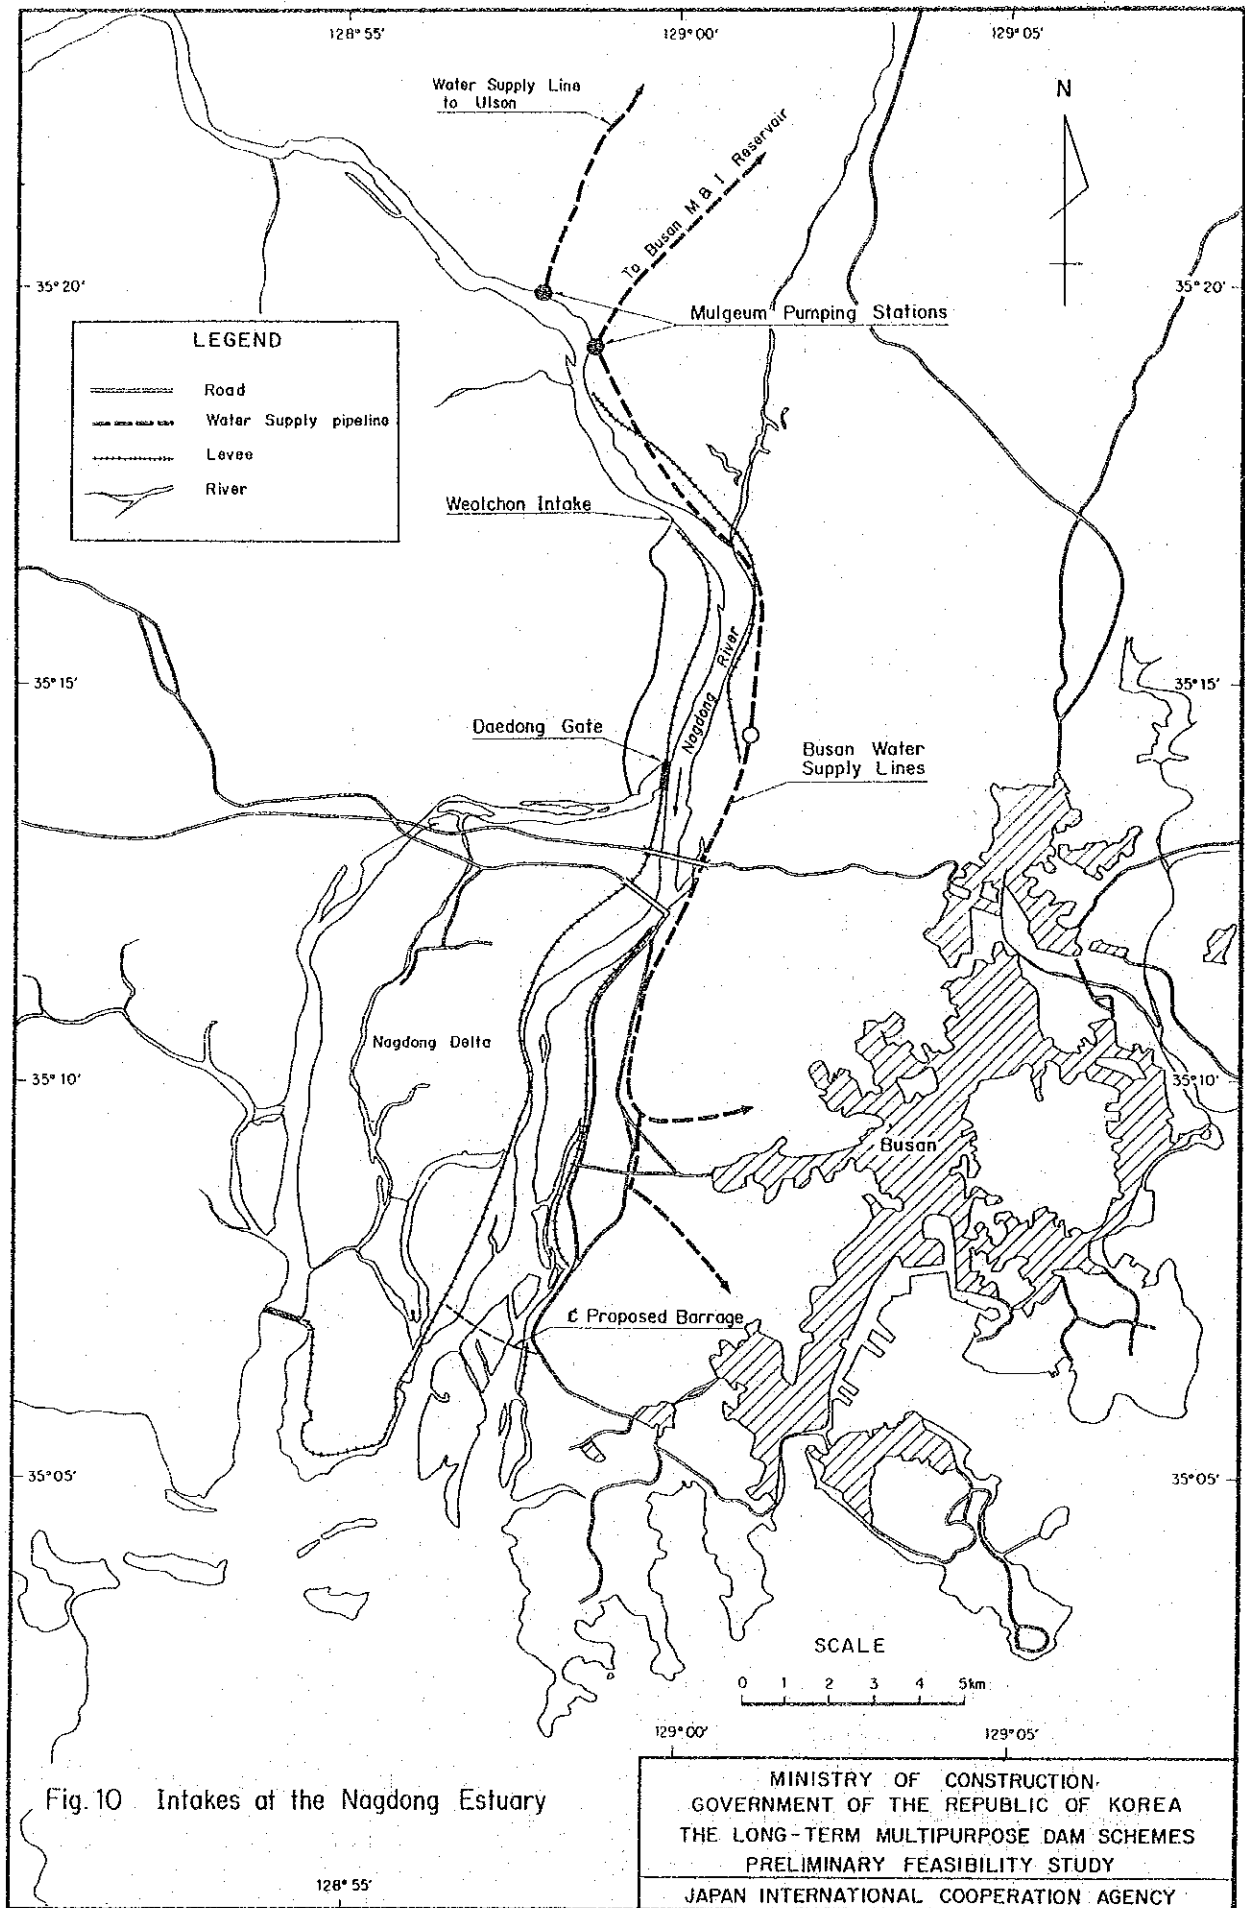 128°55'
129°00'
129°05'
Water Supply Line
to Ulson
N
To Busan M & I Reservoir
35°20'
35°20'
Mulgeum Pumping Stations
LEGEND
Road
Water Supply pipeline
Levee
River
Weolchon Intake
Nagdong River
35°15'
35°15'
Daedong Gate
Busan Water
Supply Lines
Nagdong Delta
35°10'
35°10'
Busan
℄ Proposed Barrage
35°05'
35°05'
SCALE
0 1 2 3 4 5km
129°00'
129°05'
Fig. 10 Intakes at the Nagdong Estuary
128°55'
MINISTRY OF CONSTRUCTION
GOVERNMENT OF THE REPUBLIC OF KOREA
THE LONG-TERM MULTIPURPOSE DAM SCHEMES
PRELIMINARY FEASIBILITY STUDY
JAPAN INTERNATIONAL COOPERATION AGENCY